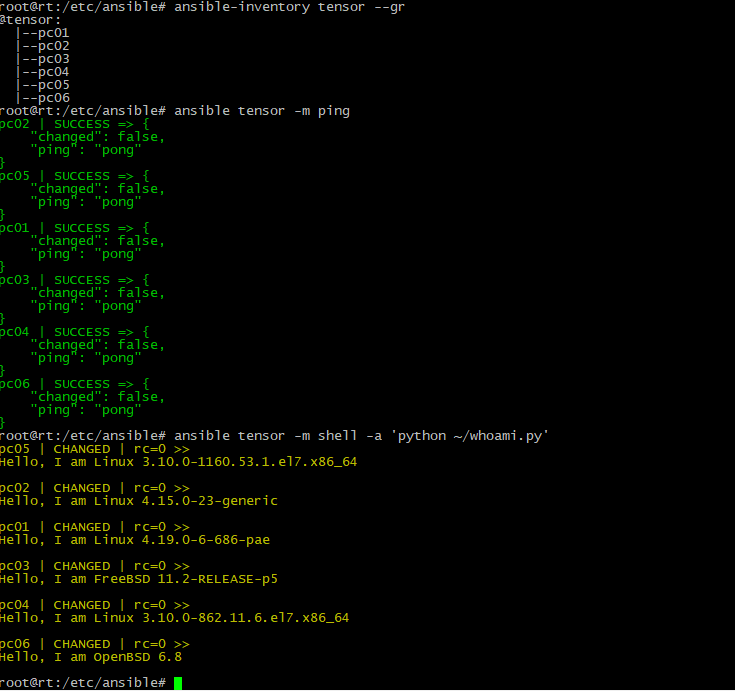 root@rt:/etc/ansible# ansible-inventory tensor --gr
@tensor:
  |--pc01
  |--pc02
  |--pc03
  |--pc04
  |--pc05
  |--pc06
root@rt:/etc/ansible# ansible tensor -m ping
pc02 | SUCCESS => {
    "changed": false,
    "ping": "pong"
}
pc05 | SUCCESS => {
    "changed": false,
    "ping": "pong"
}
pc01 | SUCCESS => {
    "changed": false,
    "ping": "pong"
}
pc03 | SUCCESS => {
    "changed": false,
    "ping": "pong"
}
pc04 | SUCCESS => {
    "changed": false,
    "ping": "pong"
}
pc06 | SUCCESS => {
    "changed": false,
    "ping": "pong"
}
root@rt:/etc/ansible# ansible tensor -m shell -a 'python ~/whoami.py'
pc05 | CHANGED | rc=0 >>
Hello, I am Linux 3.10.0-1160.53.1.el7.x86_64

pc02 | CHANGED | rc=0 >>
Hello, I am Linux 4.15.0-23-generic

pc01 | CHANGED | rc=0 >>
Hello, I am Linux 4.19.0-6-686-pae

pc03 | CHANGED | rc=0 >>
Hello, I am FreeBSD 11.2-RELEASE-p5

pc04 | CHANGED | rc=0 >>
Hello, I am Linux 3.10.0-862.11.6.el7.x86_64

pc06 | CHANGED | rc=0 >>
Hello, I am OpenBSD 6.8

root@rt:/etc/ansible#